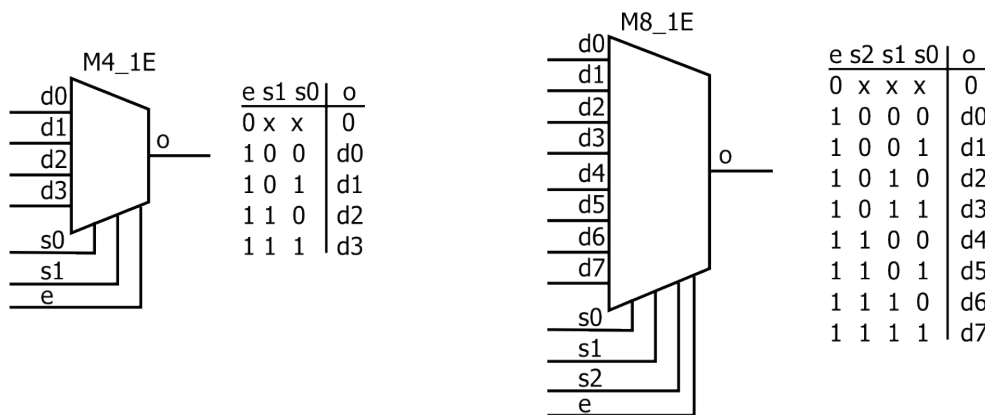 M4_1E
d0
d1
d2
d3
s0
s1
e
o
e s1 s0 o
0 x x 0
1 0 0 d0
1 0 1 d1
1 1 0 d2
1 1 1 d3
M8_1E
d0
d1
d2
d3
d4
d5
d6
d7
s0
s1
s2
e
o
e s2 s1 s0 o
0 x x x 0
1 0 0 0 d0
1 0 0 1 d1
1 0 1 0 d2
1 0 1 1 d3
1 1 0 0 d4
1 1 0 1 d5
1 1 1 0 d6
1 1 1 1 d7